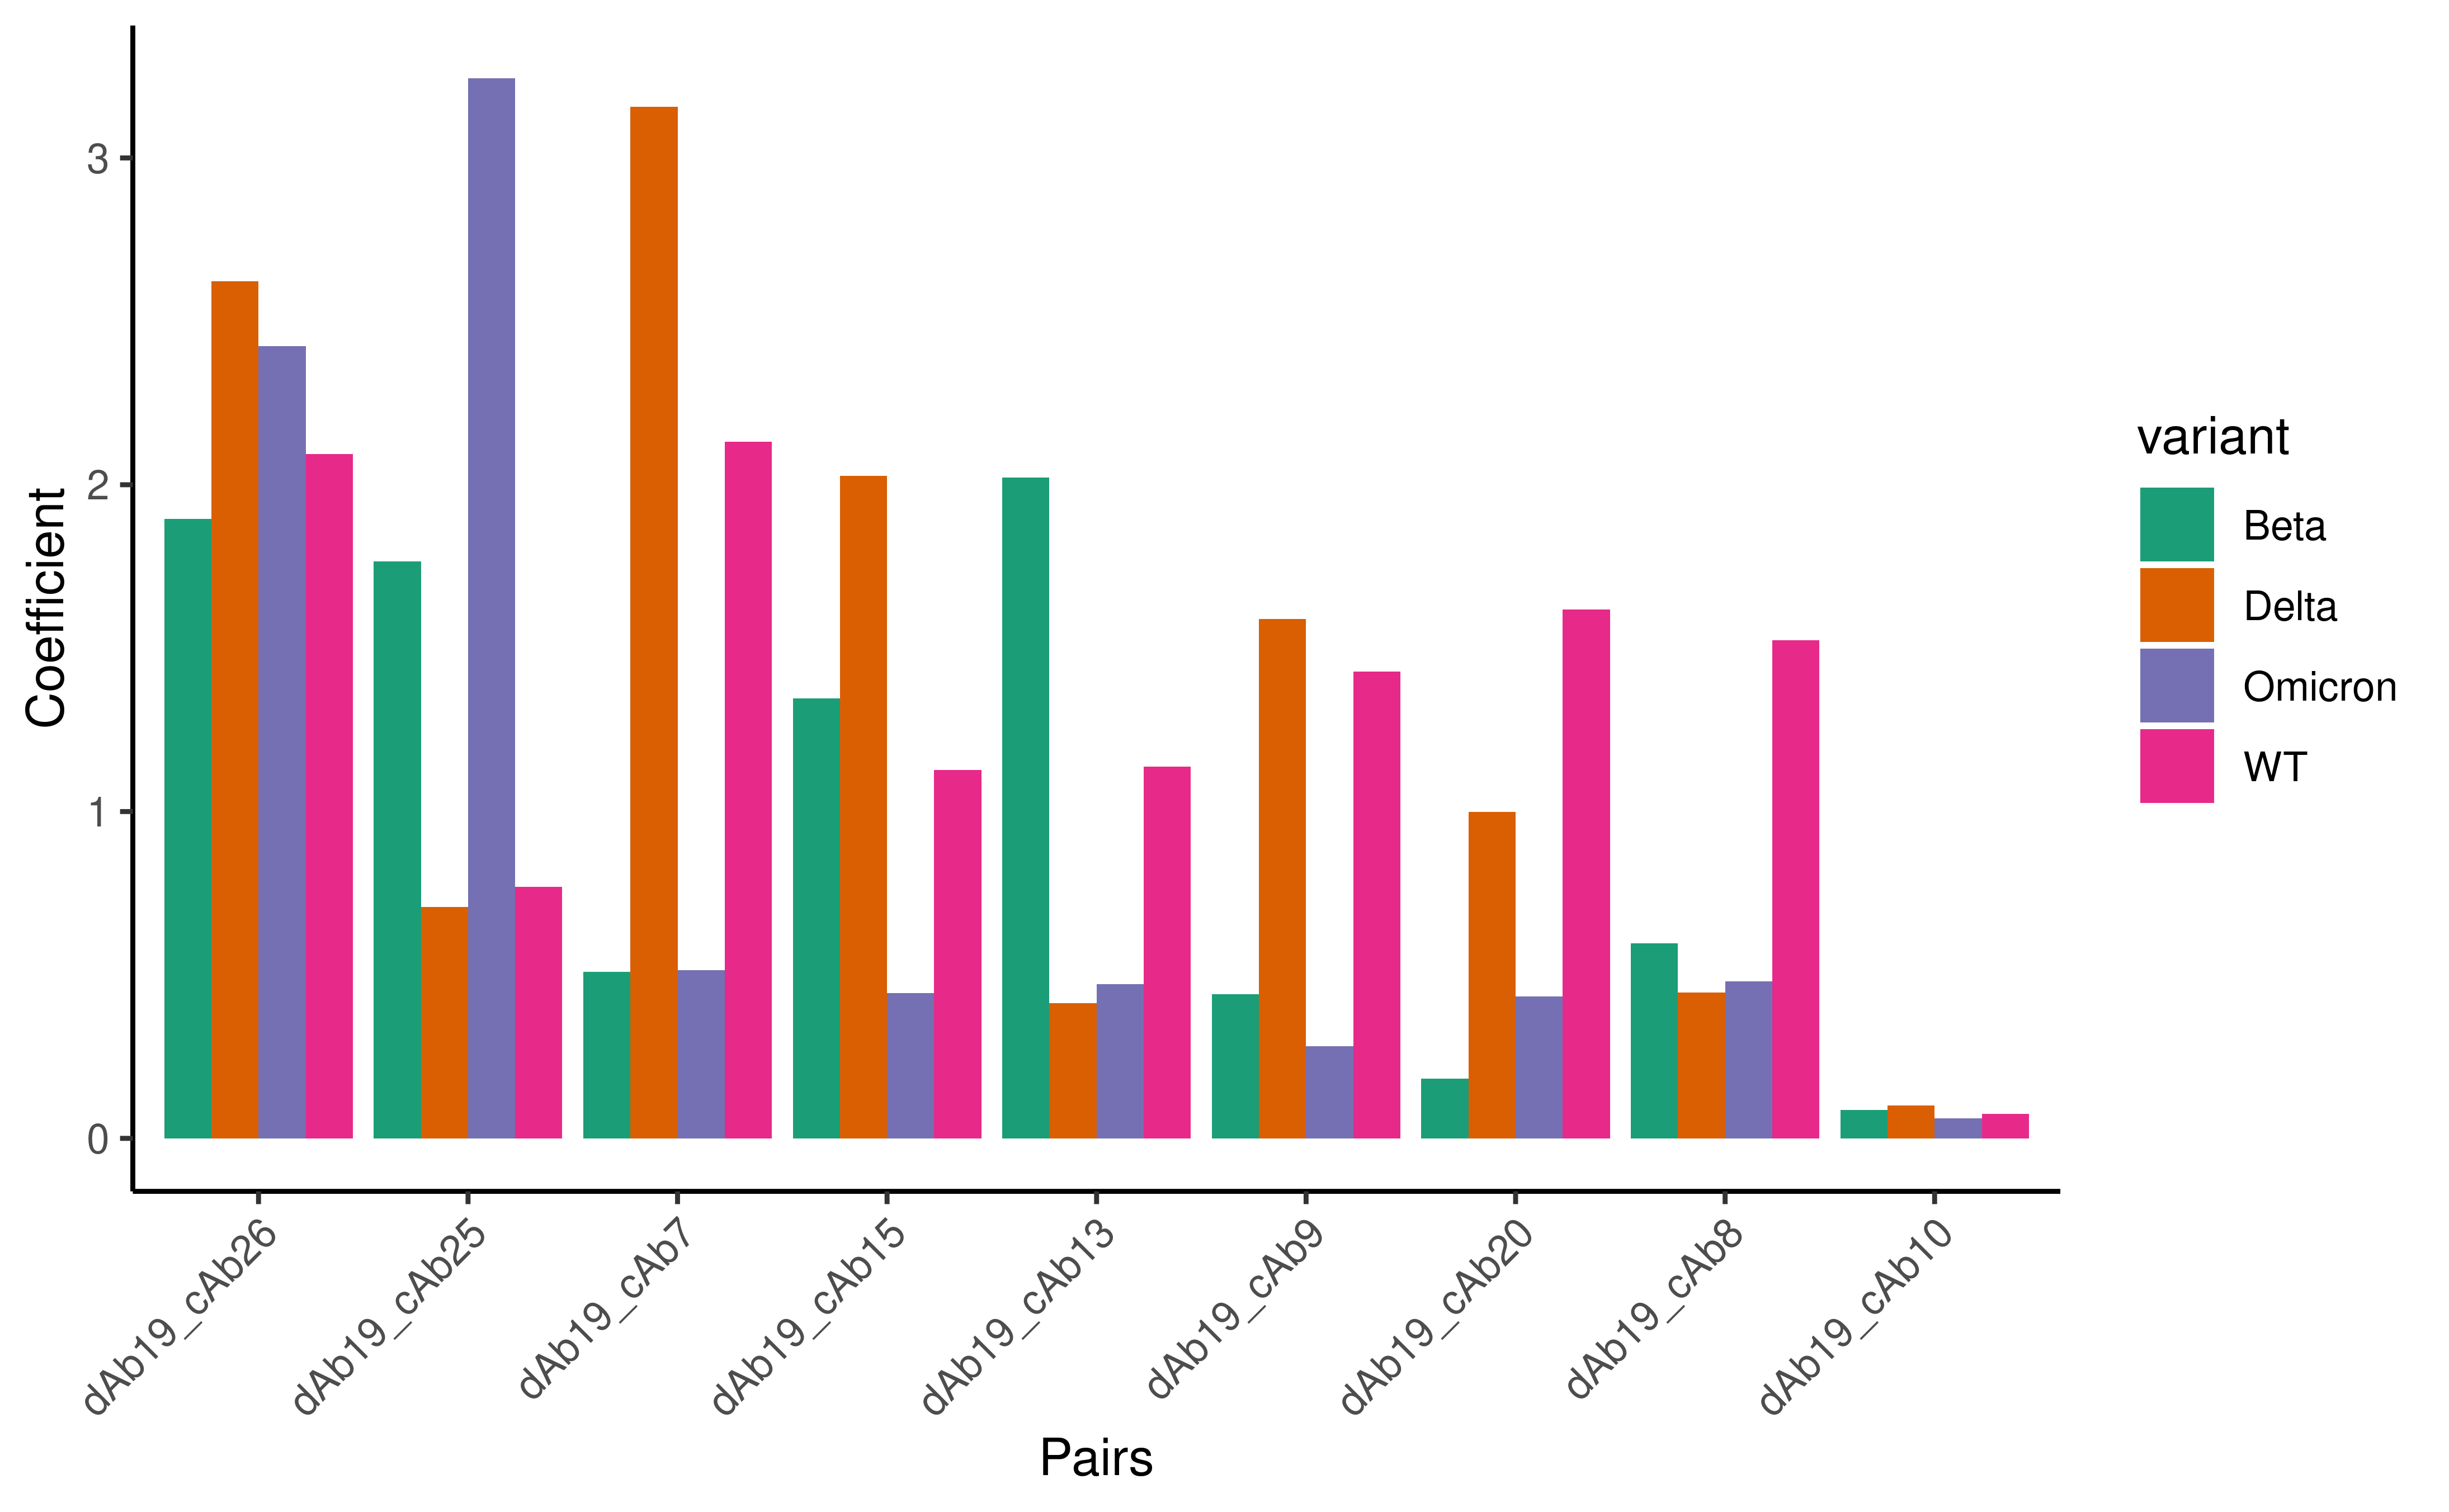 Coefficient
3
2
1
0
dAb19_cAb26
dAb19_cAb25
dAb19_cAb7
dAb19_cAb15
dAb19_cAb13
dAb19_cAb9
dAb19_cAb20
dAb19_cAb8
dAb19_cAb10
Pairs
variant
Beta
Delta
Omicron
WT